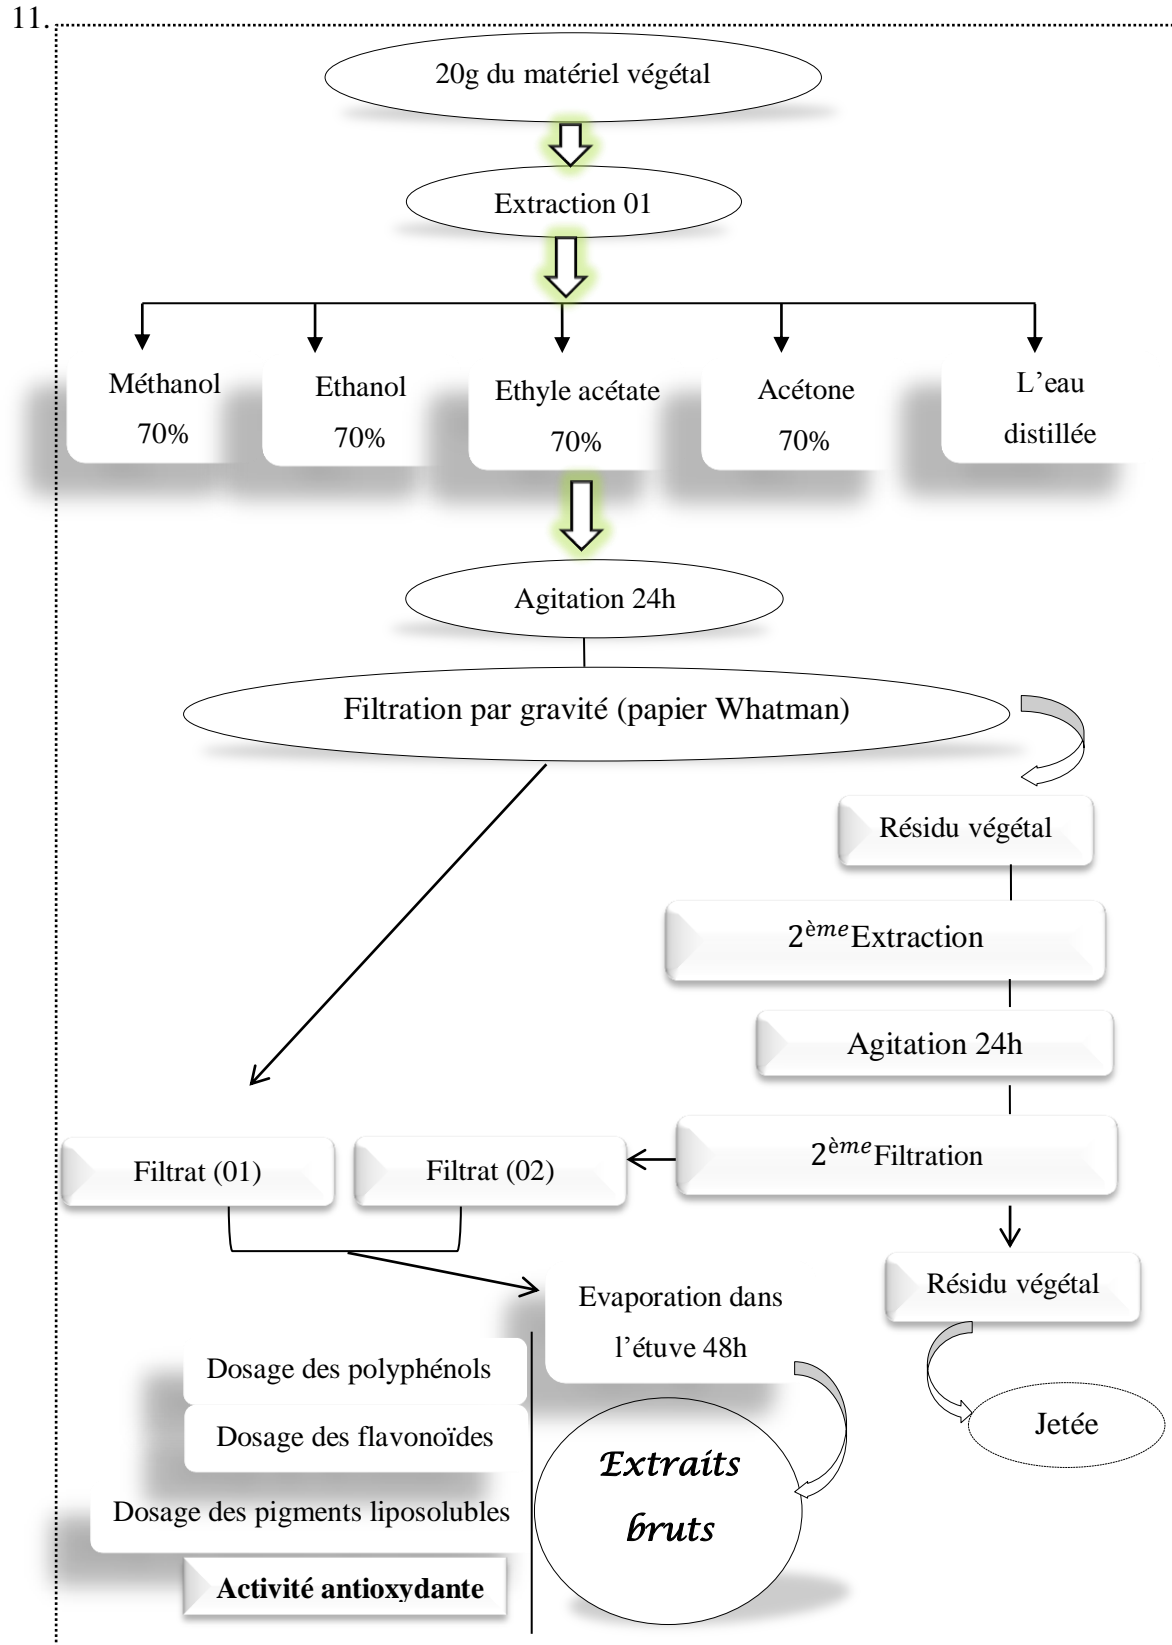 11.
20g du matériel végétal
Extraction 01
Méthanol
70%
Ethanol
70%
Ethyle acétate
70%
Acétone
70%
L’eau
distillée
Agitation 24h
Filtration par gravité (papier Whatman)
Résidu végétal
2ème Extraction
Agitation 24h
2ème Filtration
Filtrat (01)
Filtrat (02)
Résidu végétal
Jetée
Evaporation dans
l’étuve 48h
Extraits
bruts
Dosage des polyphénols
Dosage des flavonoïdes
Dosage des pigments liposolubles
Activité antioxydante